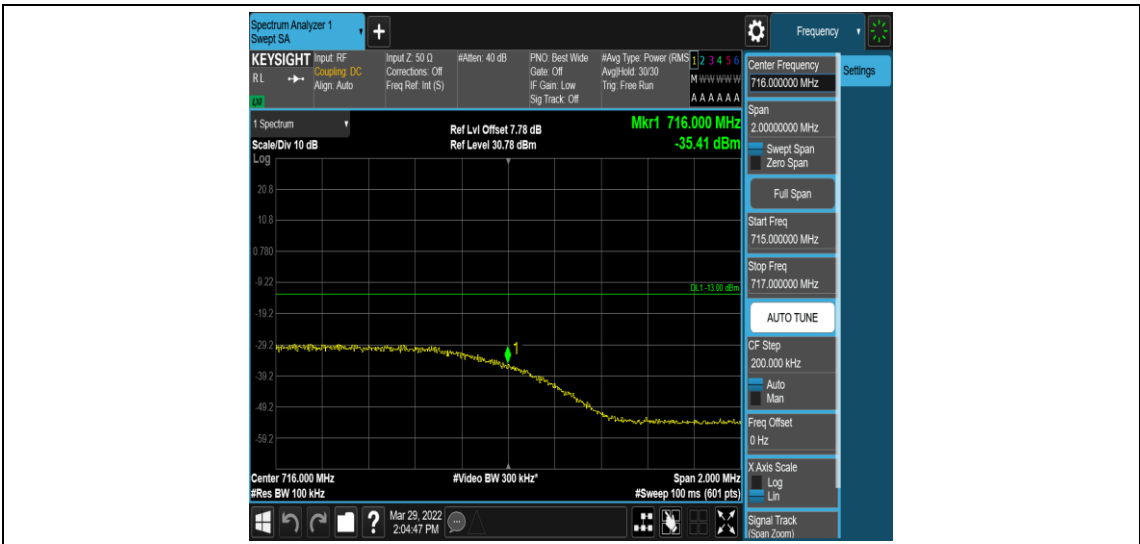 Spectrum Analyzer 1
Swept SA
+
Frequency
KEYSIGHT
RL
LXI
Input: RF
Coupling: DC
Align: Auto
Input Z: 50 Ω
Corrections: Off
Freq Ref: Int (S)
#Atten: 40 dB
PNO: Best Wide
Gate: Off
IF Gain: Low
Sig Track: Off
#Avg Type: Power (RMS
Avg|Hold: 30/30
Trig: Free Run
1 2 3 4 5 6
M W W W W W
A A A A A A
1 Spectrum
Scale/Div 10 dB
Ref Lvl Offset 7.78 dB
Ref Level 30.78 dBm
Mkr1 716.000 MHz
-35.41 dBm
Log
20.8
10.8
0.780
-9.22
-19.2
-29.2
-39.2
-49.2
-59.2
DL1 -13.00 dBm
1
Center 716.000 MHz
#Res BW 100 kHz
#Video BW 300 kHz*
Span 2.000 MHz
#Sweep 100 ms (601 pts)
Center Frequency
716.000000 MHz
Settings
Span
2.00000000 MHz
Swept Span
Zero Span
Full Span
Start Freq
715.000000 MHz
Stop Freq
717.000000 MHz
AUTO TUNE
CF Step
200.000 kHz
Auto
Man
Freq Offset
0 Hz
X Axis Scale
Log
Lin
Signal Track
(Span Zoom)
?
Mar 29, 2022
2:04:47 PM